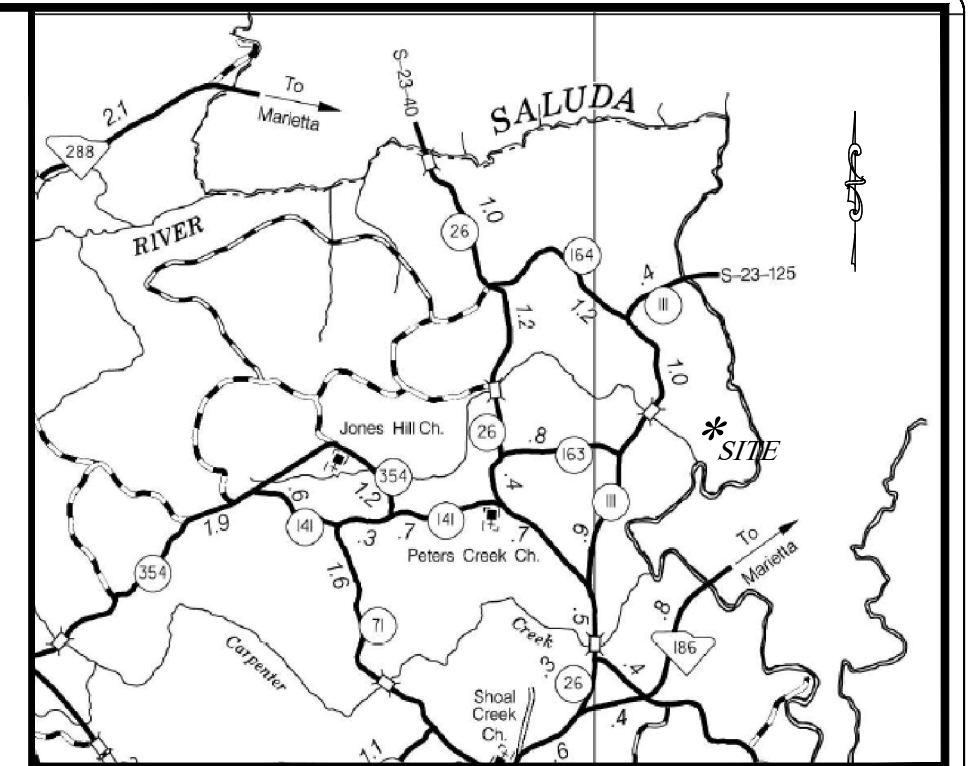 S-23-40
To
Marietta
2.1
288
SALUDA
RIVER
1.0
26
164
.4
S-23-125
111
1.2
1.2
1.0
Jones Hill Ch.
26
.8
163
*
SITE
354
.4
111
.6
1.2
1.9
141
.3
.7
141
.7
.6
Peters Creek Ch.
To
Marietta
354
1.6
.5
.8
71
Creek
186
Carpenter
.3
.4
26
Shoal
Creek
Ch.
.4
1.1
.6